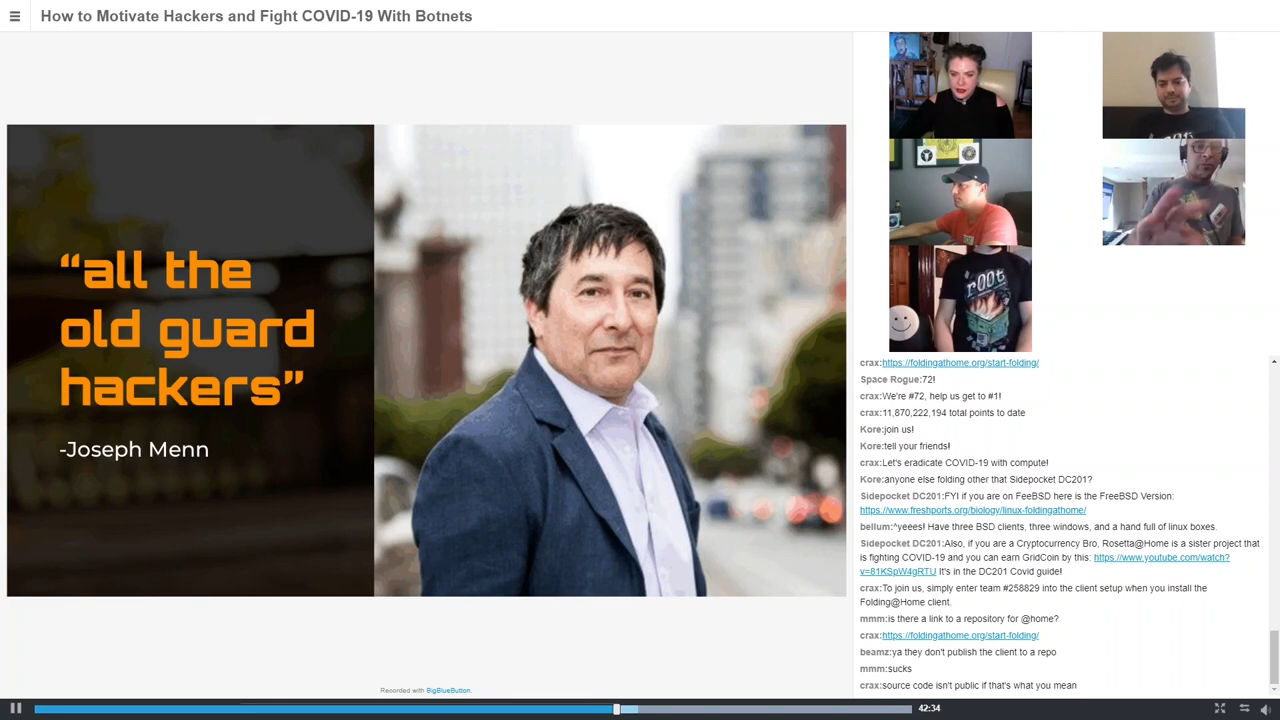 How to Motivate Hackers and Fight COVID-19 With Botnets
“all the
old guard
hackers”
-Joseph Menn
Recorded with BigBlueButton.
root
crax:https://foldingathome.org/start-folding/
Space Rogue:72!
crax:We're #72, help us get to #1!
crax:11,870,222,194 total points to date
Kore:join us!
Kore:tell your friends!
crax:Let's eradicate COVID-19 with compute!
Kore:anyone else folding other that Sidepocket DC201?
Sidepocket DC201:FYI if you are on FeeBSD here is the FreeBSD Version:
https://www.freshports.org/biology/linux-foldingathome/
bellum:^yeees! Have three BSD clients, three windows, and a hand full of linux boxes.
Sidepocket DC201:Also, if you are a Cryptocurrency Bro, Rosetta@Home is a sister project that
is fighting COVID-19 and you can earn GridCoin by this: https://www.youtube.com/watch?
v=81KSpW4gRTU It's in the DC201 Covid guide!
crax:To join us, simply enter team #258829 into the client setup when you install the
Folding@Home client.
mmm:is there a link to a repository for @home?
crax:https://foldingathome.org/start-folding/
beamz:ya they don't publish the client to a repo
mmm:sucks
crax:source code isn't public if that's what you mean
42:34